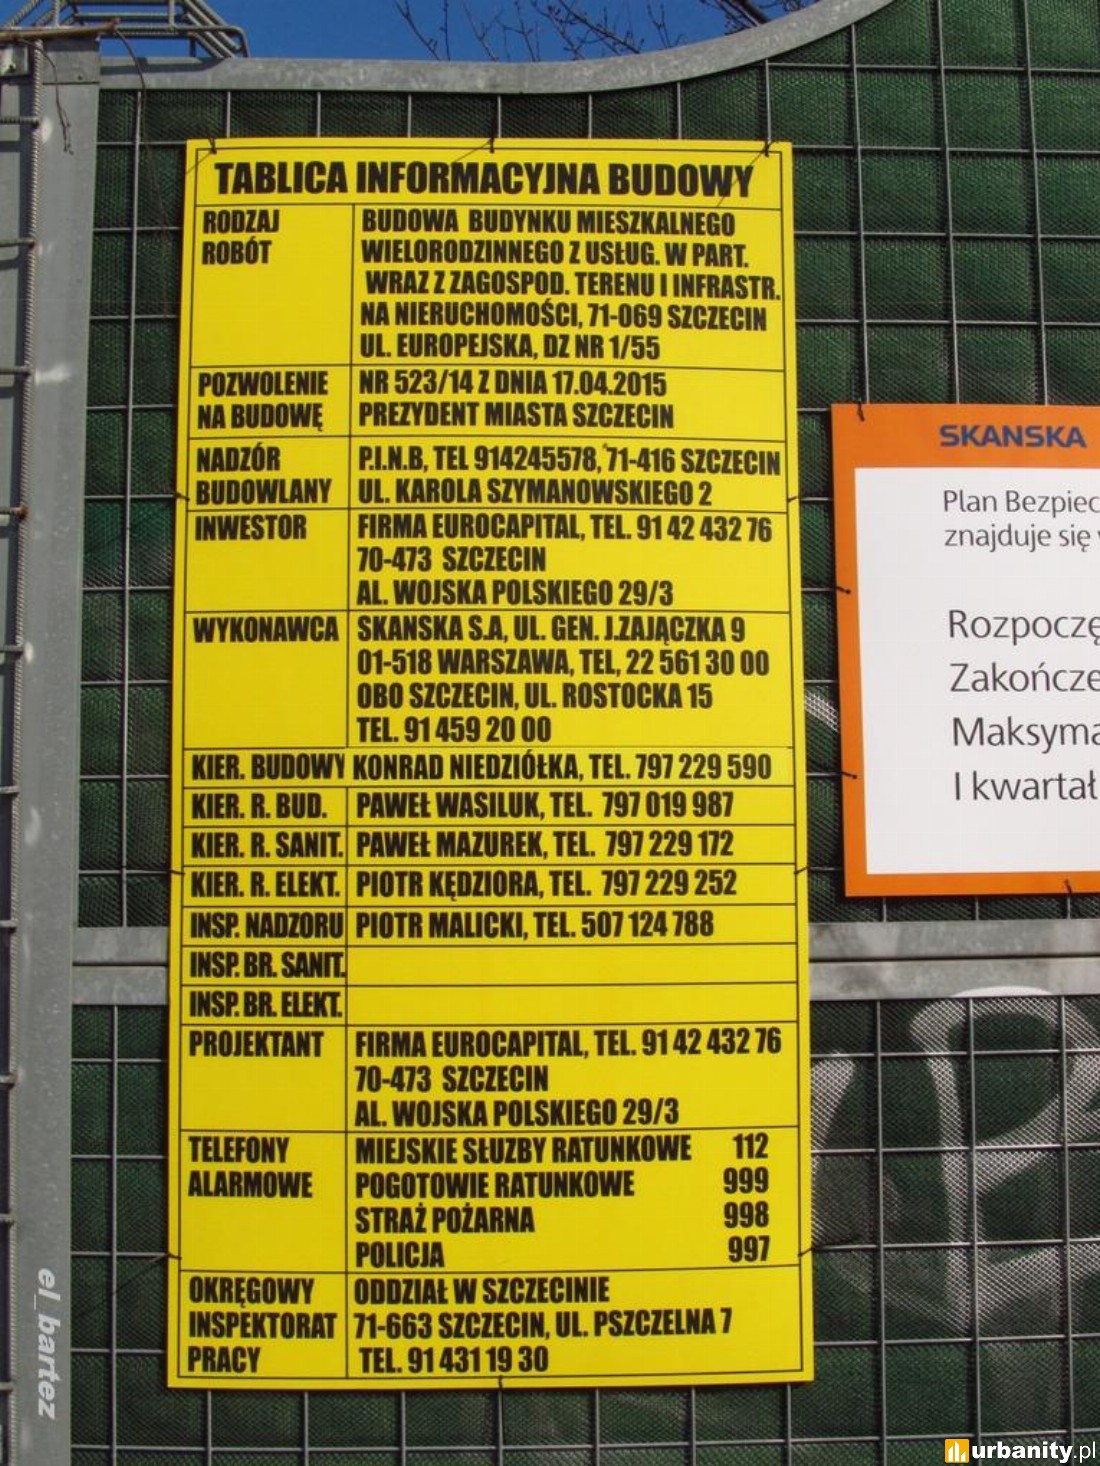 TABLICA INFORMACYJNA BUDOWY
RODZAJ ROBÓT
BUDOWA BUDYNKU MIESZKALNEGO
WIELORODZINNEGO Z USŁUG. W PART.
WRAZ Z ZAGOSPOD. TERENU I INFRASTR.
NA NIERUCHOMOŚCI, 71-069 SZCZECIN
UL. EUROPEJSKA, DZ NR 1/55
POZWOLENIE NR 523/14 Z DNIA 17.04.2015
NA BUDOWĘ PREZYDENT MIASTA SZCZECIN
NADZÓR P.I.N.B, TEL 914245578, 71-416 SZCZECIN
BUDOWLANY UL. KAROLA SZYMANOWSKIEGO 2
INWESTOR FIRMA EUROCAPITAL, TEL. 91 42 432 76
70-473 SZCZECIN
AL. WOJSKA POLSKIEGO 29/3
WYKONAWCA SKANSKA S.A, UL. GEN. J.ZAJĄCZKA 9
01-518 WARSZAWA, TEL, 22 561 30 00
OBO SZCZECIN, UL. ROSTOCKA 15
TEL. 91 459 20 00
KIER. BUDOWY KONRAD NIEDZIÓŁKA, TEL. 797 229 590
KIER. R. BUD. PAWEŁ WASILUK, TEL. 797 019 987
KIER. R. SANIT. PAWEŁ MAZUREK, TEL. 797 229 172
KIER. R. ELEKT. PIOTR KĘDZIORA, TEL. 797 229 252
INSP. NADZORU PIOTR MALICKI, TEL. 507 124 788
INSP. BR. SANIT.
INSP. BR. ELEKT.
PROJEKTANT FIRMA EUROCAPITAL, TEL. 91 42 432 76
70-473 SZCZECIN
AL. WOJSKA POLSKIEGO 29/3
TELEFONY MIEJSKIE SŁUZBY RATUNKOWE 112
ALARMOWE POGOTOWIE RATUNKOWE 999
STRAŻ POŻARNA 998
POLICJA 997
OKRĘGOWY ODDZIAŁ W SZCZECINIE
INSPEKTORAT 71-663 SZCZECIN, UL. PSZCZELNA 7
PRACY TEL. 91 431 19 30
SKANSKA
Plan Bezpiec
znajduje się
Rozpoczę
Zakończe
Maksyma
I kwartał
el_bartez
urbanity.pl